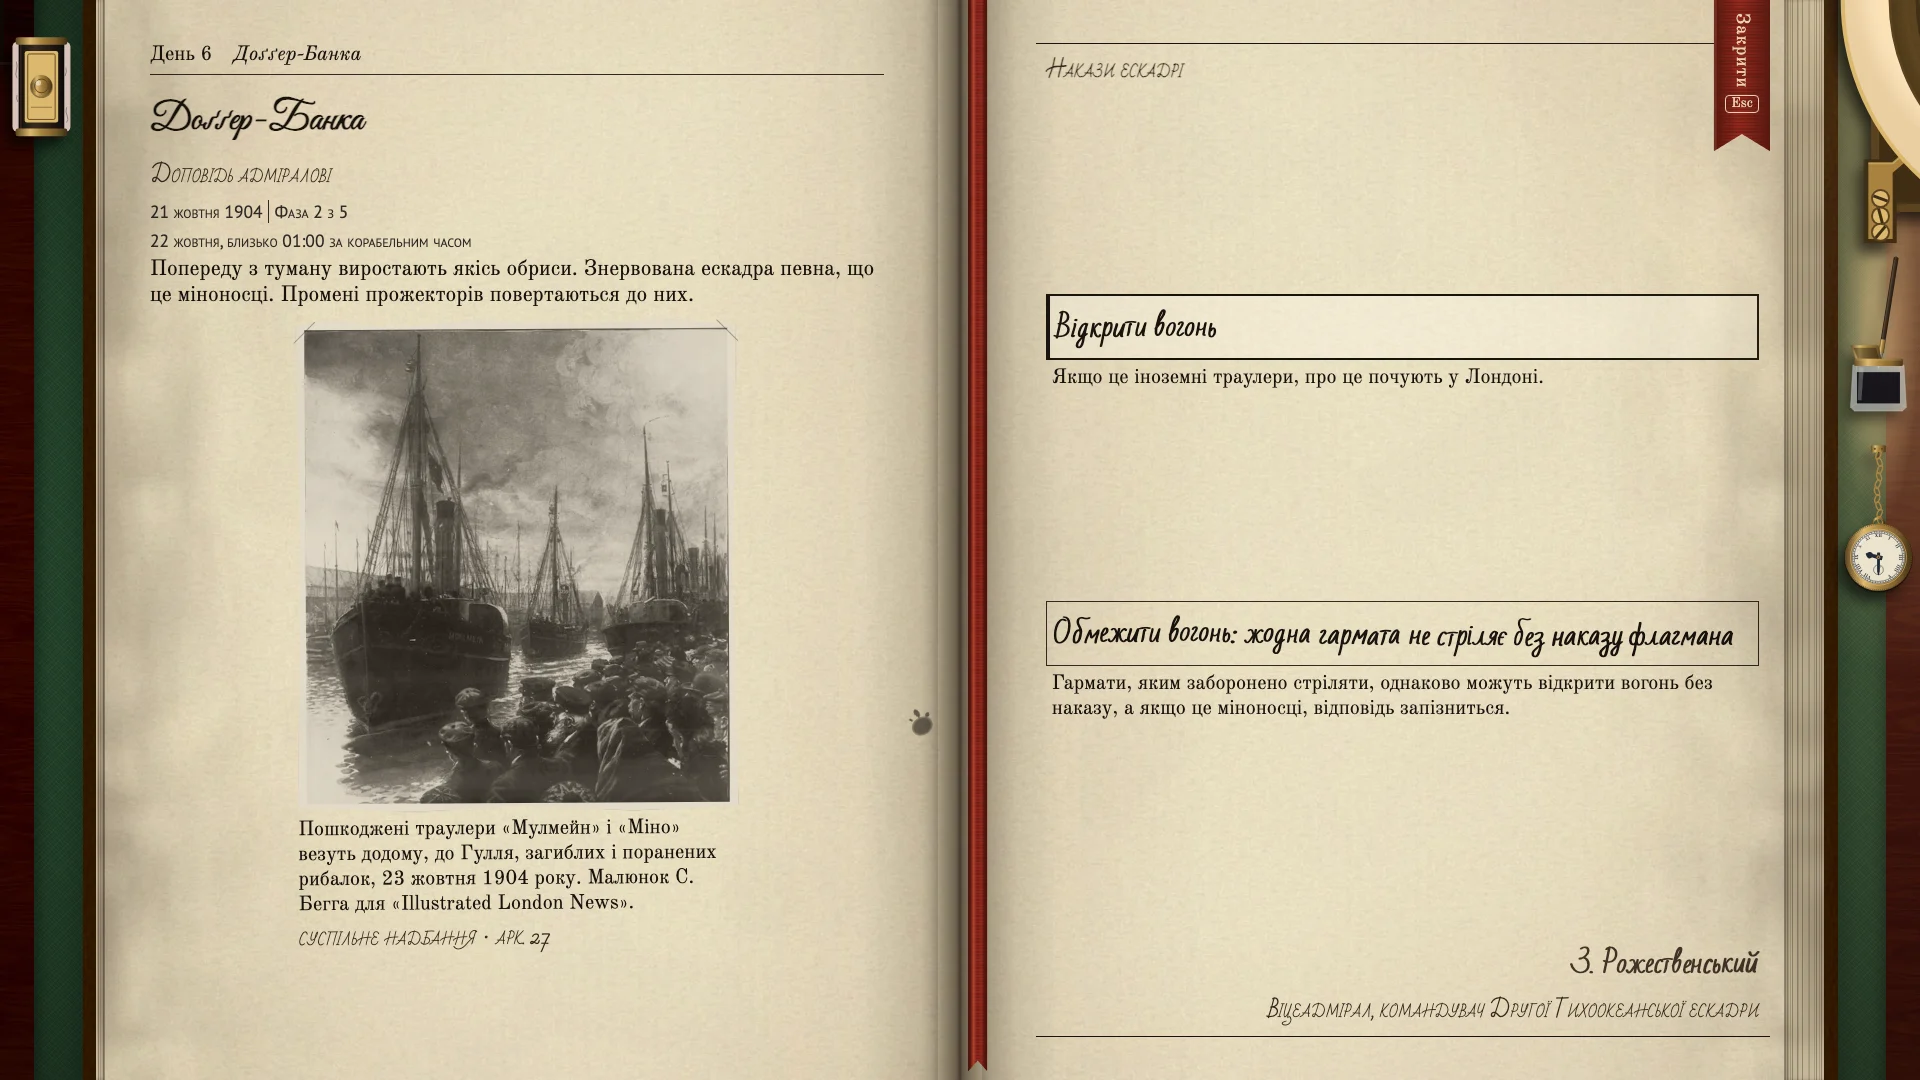 День 6 Доґґер-Банка
Доґґер-Банка
Доповідь адміралові
21 жовтня 1904 | Фаза 2 з 5
22 жовтня, близько 01:00 за корабельним часом
Попереду з туману виростають якісь обриси. Знервована ескадра певна, що
це міноносці. Промені прожекторів повертаються до них.
Пошкоджені траулери «Мулмейн» і «Міно»
везуть додому, до Гулля, загиблих і поранених
рибалок, 23 жовтня 1904 року. Малюнок С.
Бегга для «Illustrated London News».
суспільне надбання · арк. 27
Накази ескадрі
Закрити
Esc
Відкрити вогонь
Якщо це іноземні траулери, про це почують у Лондоні.
Обмежити вогонь: жодна гармата не стріляє без наказу флагмана
Гармати, яким заборонено стріляти, однаково можуть відкрити вогонь без
наказу, а якщо це міноносці, відповідь запізниться.
З. Рожественський
Віцеадмірал, командувач Другої Тихоокеанської ескадри